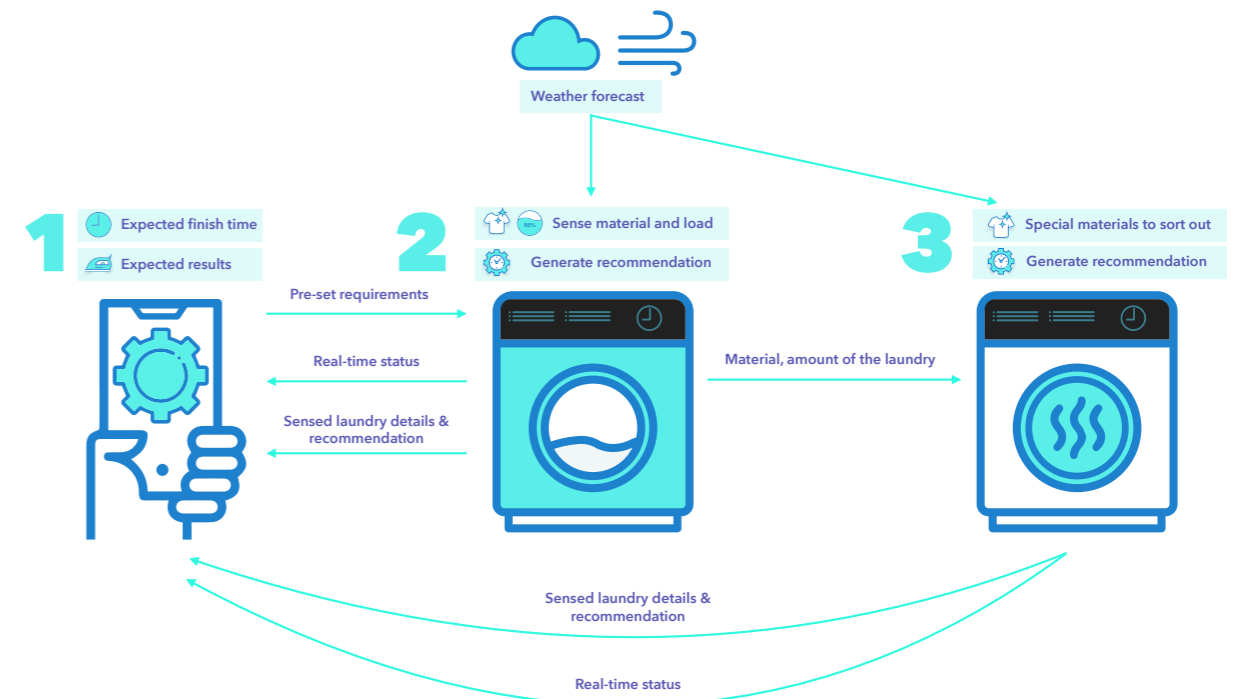 Weather forecast
1
Expected finish time
Expected results
2
Sense material and load
Generate recommendation
3
Special materials to sort out
Generate recommendation
Pre-set requirements
Real-time status
Sensed laundry details &
recommendation
Material, amount of the laundry
Sensed laundry details &
recommendation
Real-time status